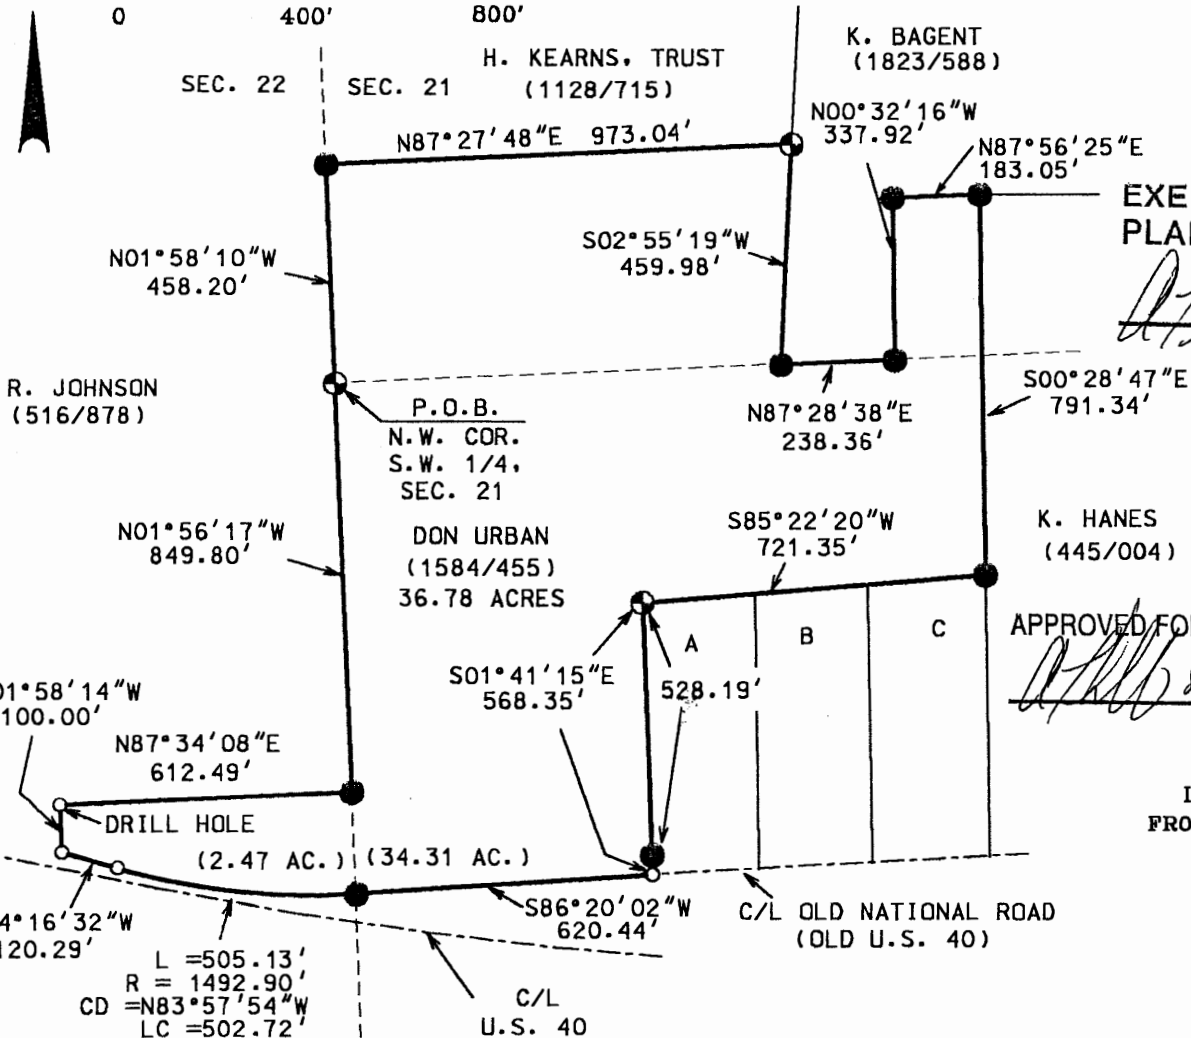 0 400' 800'
H. KEARNS, TRUST
(1128/715)
K. BAGENT
(1823/588)
SEC. 22
SEC. 21
N87°27'48"E 973.04'
N00°32'16"W
337.92'
N87°56'25"E
183.05'
EXE
PLA
N01°58'10"W
458.20'
S02°55'19"W
459.98'
R. JOHNSON
(516/878)
P.O.B.
N.W. COR.
S.W. 1/4,
SEC. 21
N87°28'38"E
238.36'
S00°28'47"E
791.34'
N01°56'17"W
849.80'
DON URBAN
(1584/455)
36.78 ACRES
S85°22'20"W
721.35'
K. HANES
(445/004)
A
B
C
APPROVED FO
S01°41'15"E
568.35'
528.19'
01°58'14"W
100.00'
N87°34'08"E
612.49'
DRILL HOLE
(2.47 AC.)
(34.31 AC.)
FRO
4°16'32"W
120.29'
S86°20'02"W
620.44'
C/L OLD NATIONAL ROAD
(OLD U.S. 40)
L =505.13'
R = 1492.90'
CD =N83°57'54"W
LC =502.72'
C/L
U.S. 40